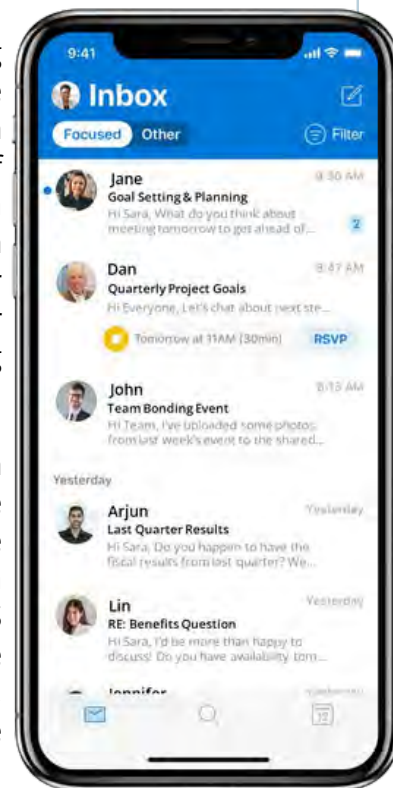 9:41
Inbox
Focused Other Filter
Jane 9:50 AM
Goal Setting & Planning
Hi Sara, What do you think about
meeting tomorrow to get ahead of... 2
Dan 8:47 AM
Quarterly Project Goals
Hi Everyone, Let's chat about next ste...
Tomorrow at 11AM (30min) RSVP
John 8:13 AM
Team Bonding Event
Hi Team, I've uploaded some photos
from last week's event to the shared...
Yesterday
Arjun Yesterday
Last Quarter Results
Hi Sara, Do you happen to have the
fiscal results from last quarter? We...
Lin Yesterday
RE: Benefits Question
Hi Sara, I'd be more than happy to
discuss! Do you have availability tom...
Jennifer Yesterday
12